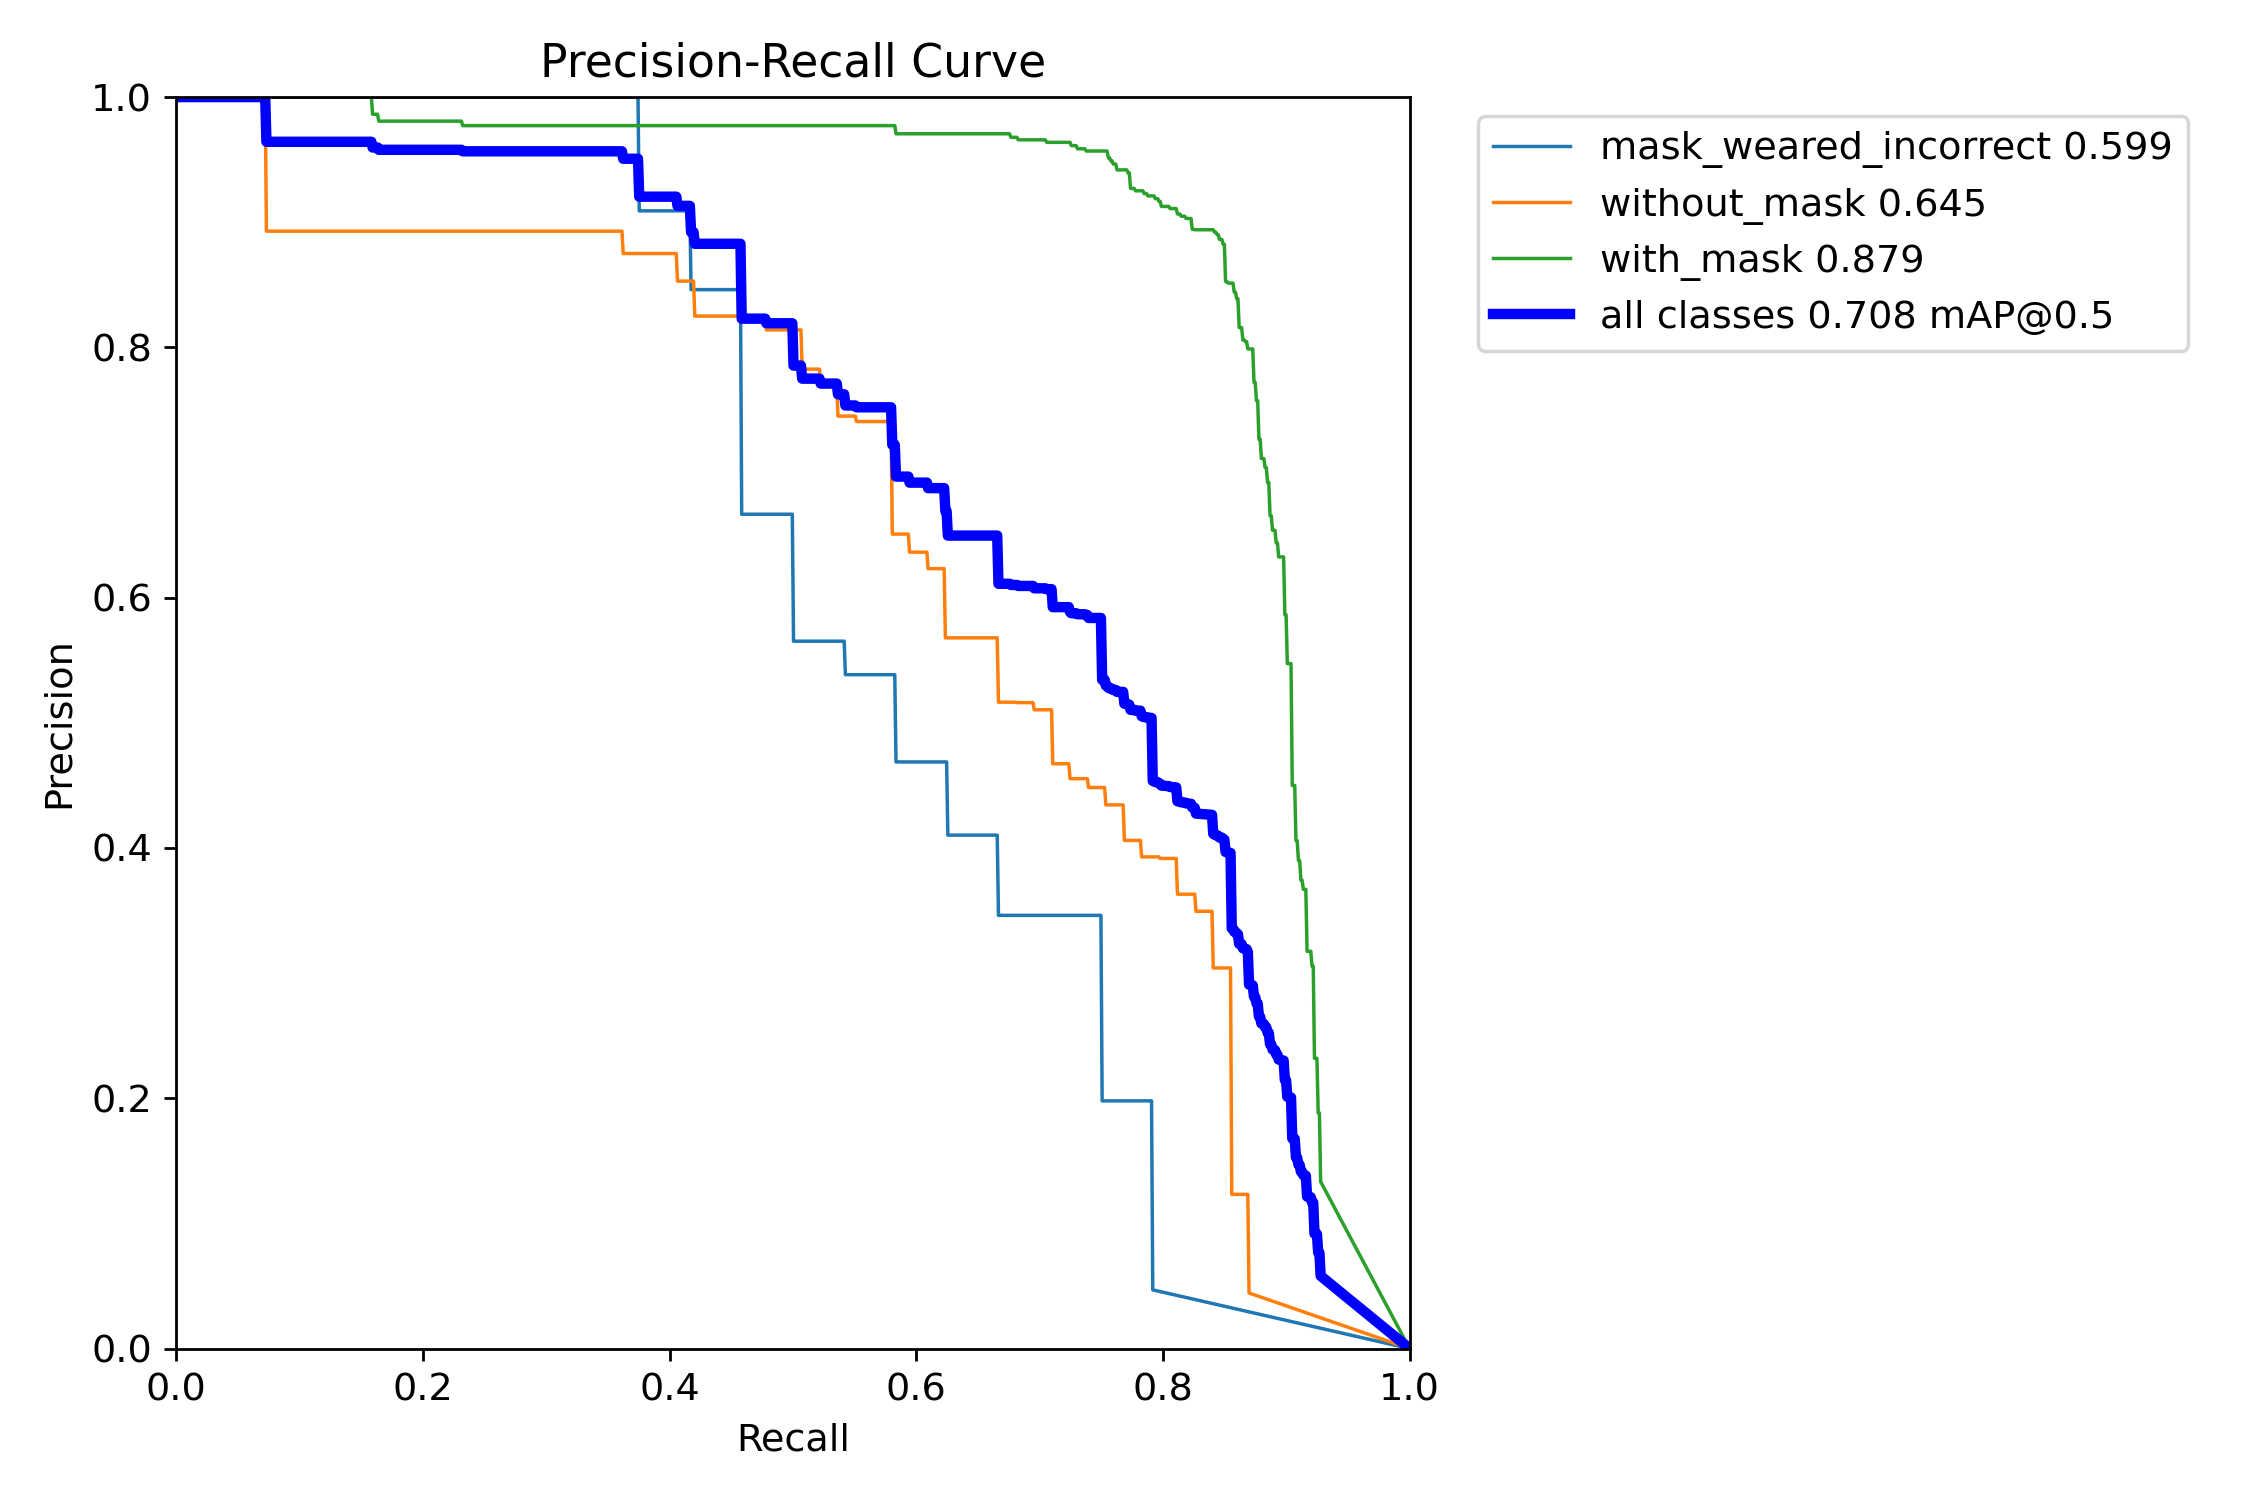 Precision-Recall Curve
1.0
0.8
0.6
0.4
0.2
0.0
Precision
0.0 0.2 0.4 0.6 0.8 1.0
Recall
mask_weared_incorrect 0.599
without_mask 0.645
with_mask 0.879
all classes 0.708 mAP@0.5